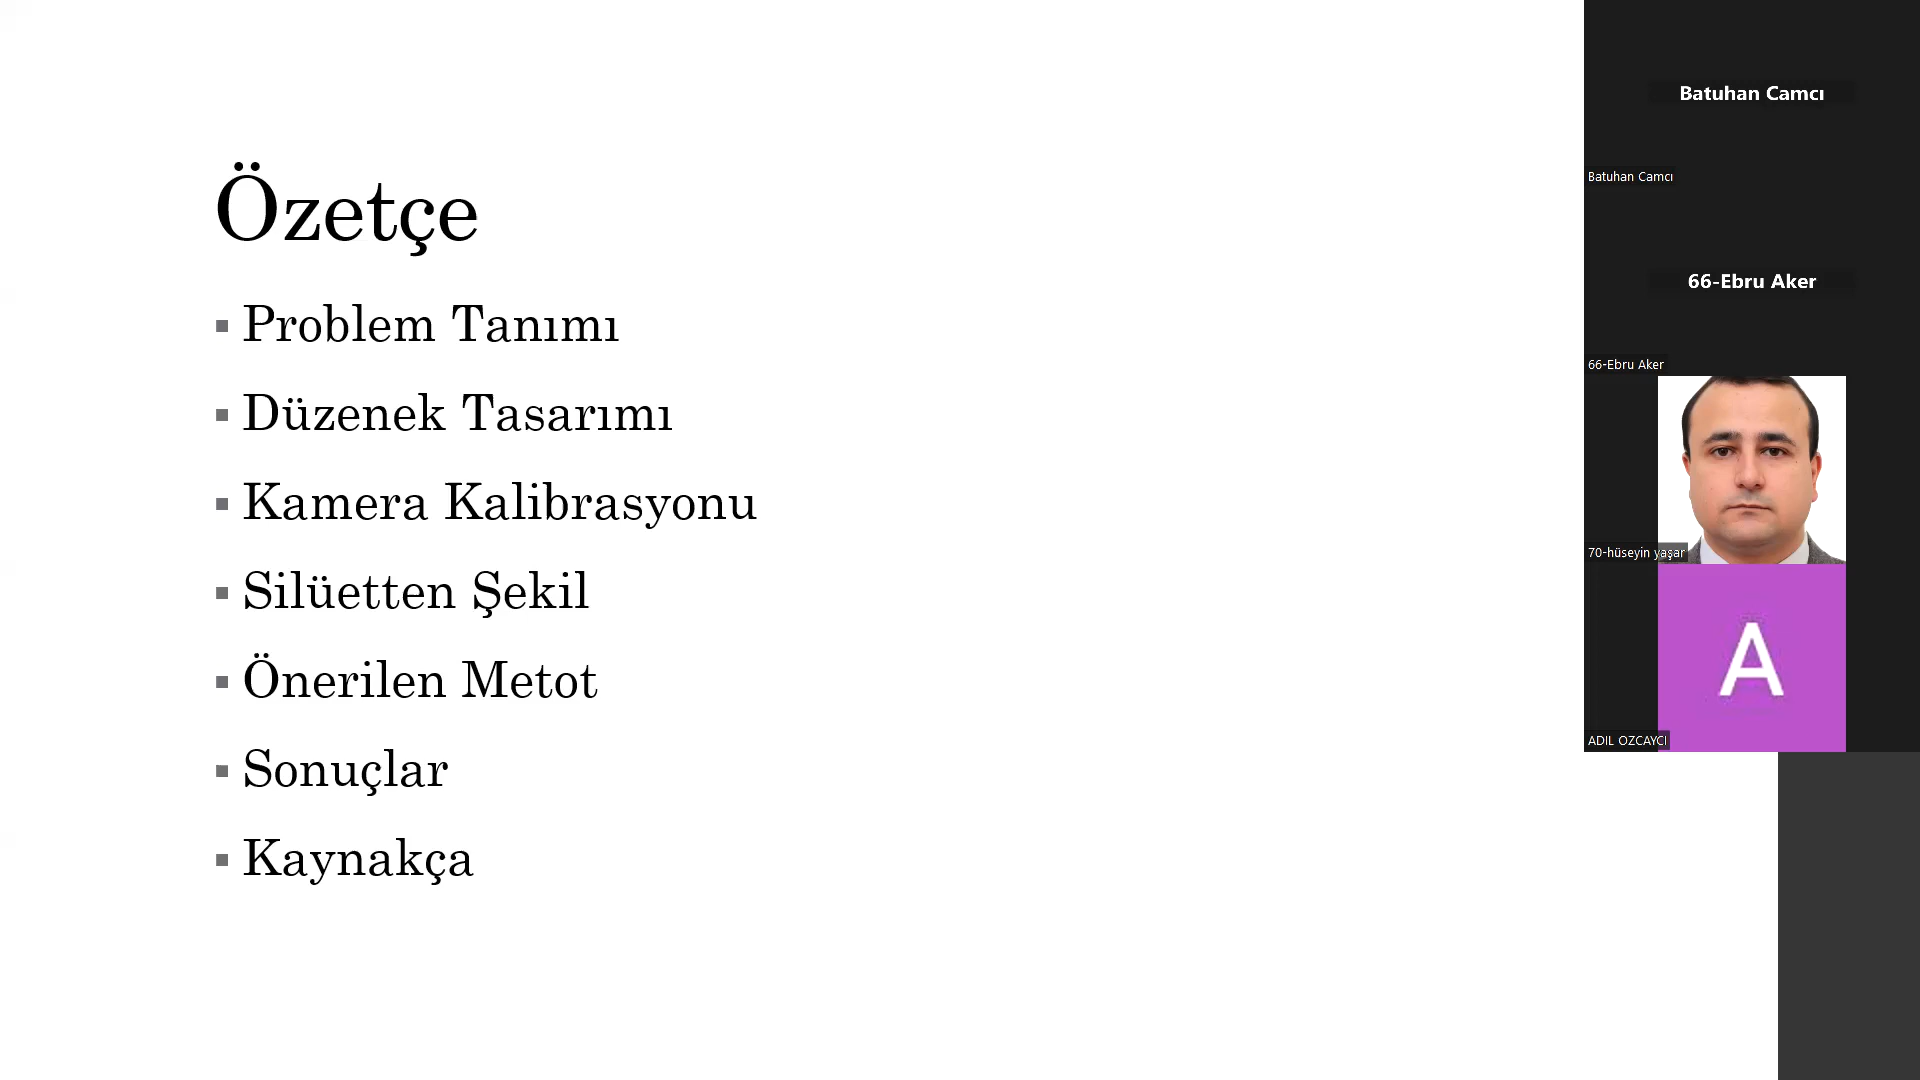 Özetçe
▪ Problem Tanımı
▪ Düzenek Tasarımı
▪ Kamera Kalibrasyonu
▪ Silüetten Şekil
▪ Önerilen Metot
▪ Sonuçlar
▪ Kaynakça
Batuhan Camcı
Batuhan Camcı
66-Ebru Aker
66-Ebru Aker
70-hüseyin yaşar
A
ADIL OZCAYCI